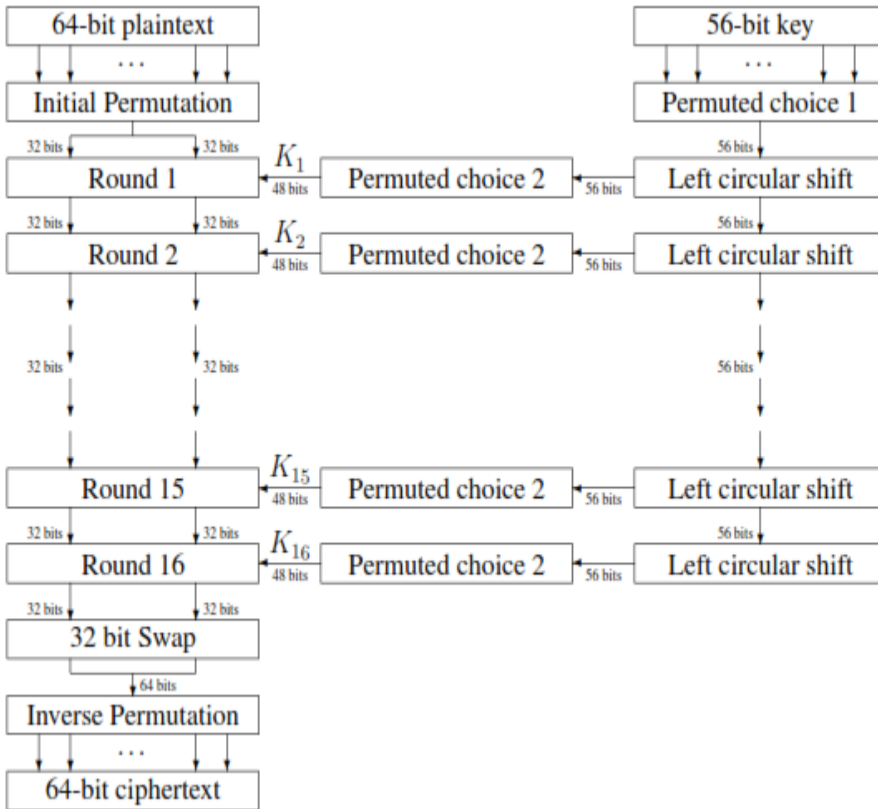 64-bit plaintext
56-bit key
...
...
Initial Permutation
Permuted choice 1
32 bits
32 bits
56 bits
Round 1
K₁
48 bits
Permuted choice 2
56 bits
Left circular shift
32 bits
32 bits
56 bits
Round 2
K₂
48 bits
Permuted choice 2
56 bits
Left circular shift
32 bits
32 bits
56 bits
Round 15
K₁₅
48 bits
Permuted choice 2
56 bits
Left circular shift
32 bits
32 bits
56 bits
Round 16
K₁₆
48 bits
Permuted choice 2
56 bits
Left circular shift
32 bits
32 bits
32 bit Swap
64 bits
Inverse Permutation
...
64-bit ciphertext